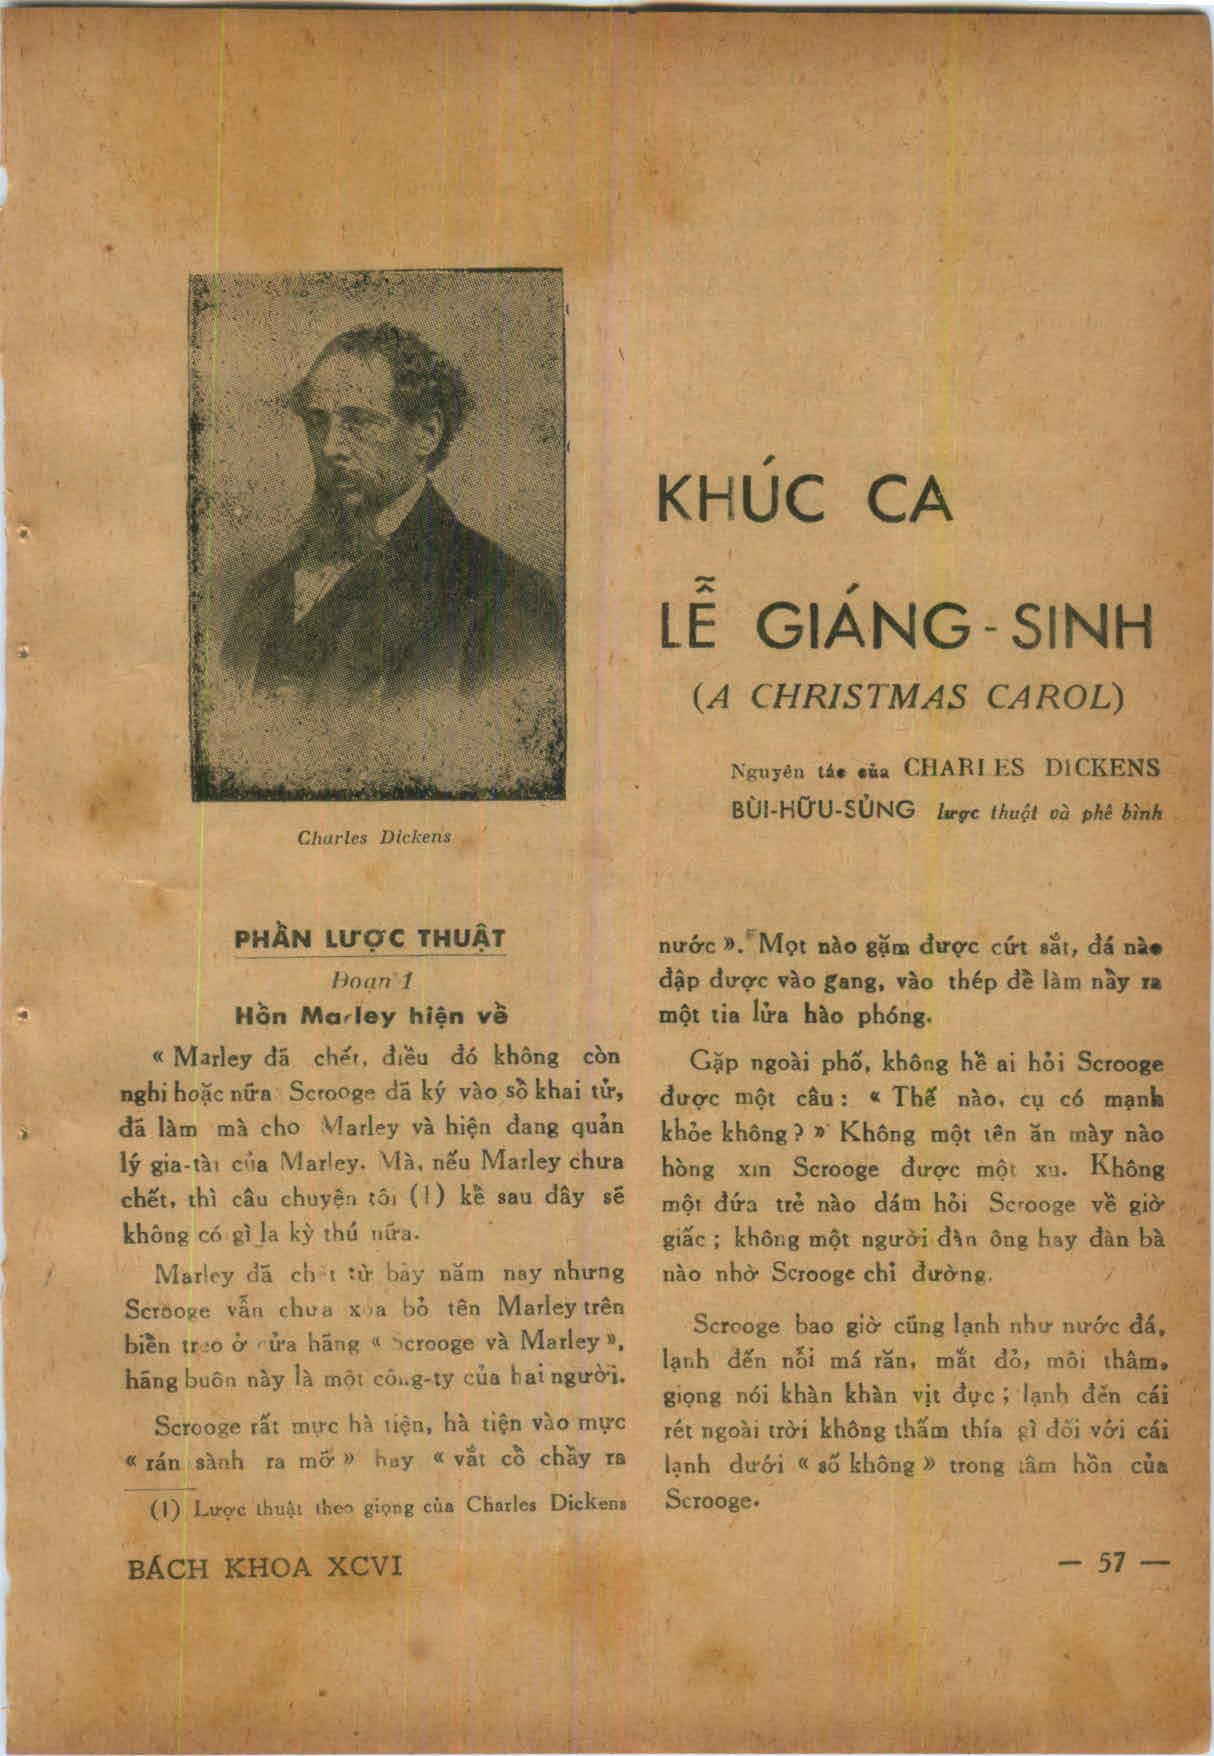 KHÚC CA
LỄ GIÁNG-SINH
(A CHRISTMAS CAROL)
Nguyên tác của CHARLES DICKENS
BÙI-HỮU-SỦNG lược thuật và phê bình
Charles Dickens
PHẦN LƯỢC THUẬT
Đoạn 1
Hồn Marley hiện về
« Marley đã chết, điều đó không còn
nghi hoặc nữa Scrooge đã ký vào sổ khai tử,
đã làm mà cho Marley và hiện đang quản
lý gia-tài của Marley. Mà, nếu Marley chưa
chết, thì câu chuyện tôi (1) kể sau đây sẽ
không có gì la kỳ thú nữa.
Marley đã chết từ bảy năm nay nhưng
Scrooge vẫn chưa xóa bỏ tên Marley trên
biển treo ở cửa hãng « Scrooge và Marley »,
hãng buôn này là một công-ty của hai người.
Scrooge rất mực hà tiện, hà tiện vào mực
« rán sành ra mỡ » hay « vắt cổ chầy ra
(1) Lược thuật theo giọng của Charles Dickens
nước ». Mọt nào gặm được cứt sắt, đá nào
đập được vào gang, vào thép để làm nẩy ra
một tia lửa hào phóng.
Gặp ngoài phố, không hề ai hỏi Scrooge
được một câu : « Thế nào, cụ có mạnh
khỏe không ? » Không một tên ăn mày nào
hòng xin Scrooge được một xu. Không
một đứa trẻ nào dám hỏi Scrooge về giờ
giấc ; không một người đàn ông hay đàn bà
nào nhờ Scrooge chỉ đường.
Scrooge bao giờ cũng lạnh như nước đá,
lạnh đến nỗi má răn, mắt đỏ, môi thâm,
giọng nói khàn khàn vịt đực ; lạnh đến cái
rét ngoài trời không thấm thía gì đối với cái
lạnh dưới « số không » trong tâm hồn của
Scrooge.
BÁCH KHOA XCVI
— 57 —